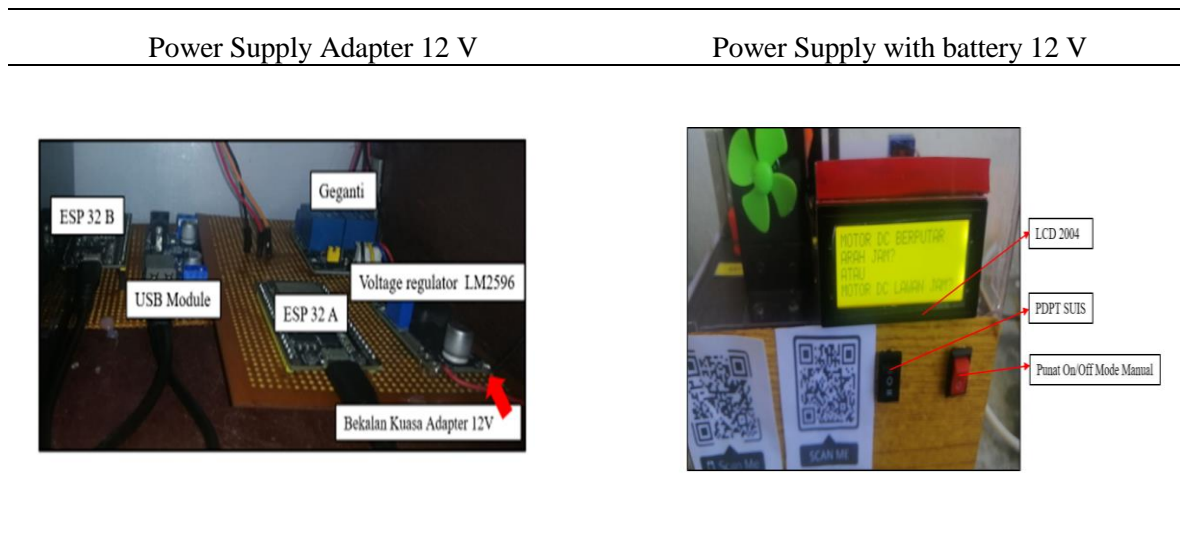 Power Supply Adapter 12 V
Power Supply with battery 12 V
Geganti
ESP 32 B
Voltage regulator LM2596
USB Module
ESP 32 A
Bekalan Kuasa Adapter 12V
MOTOR DC BERPUTAR
ARAH JAM?
ATAU
MOTOR DC LAWAN JAM?
LCD 2004
PDPT SUIS
Punat On/Off Mode Manual
Scan Me
SCAN ME